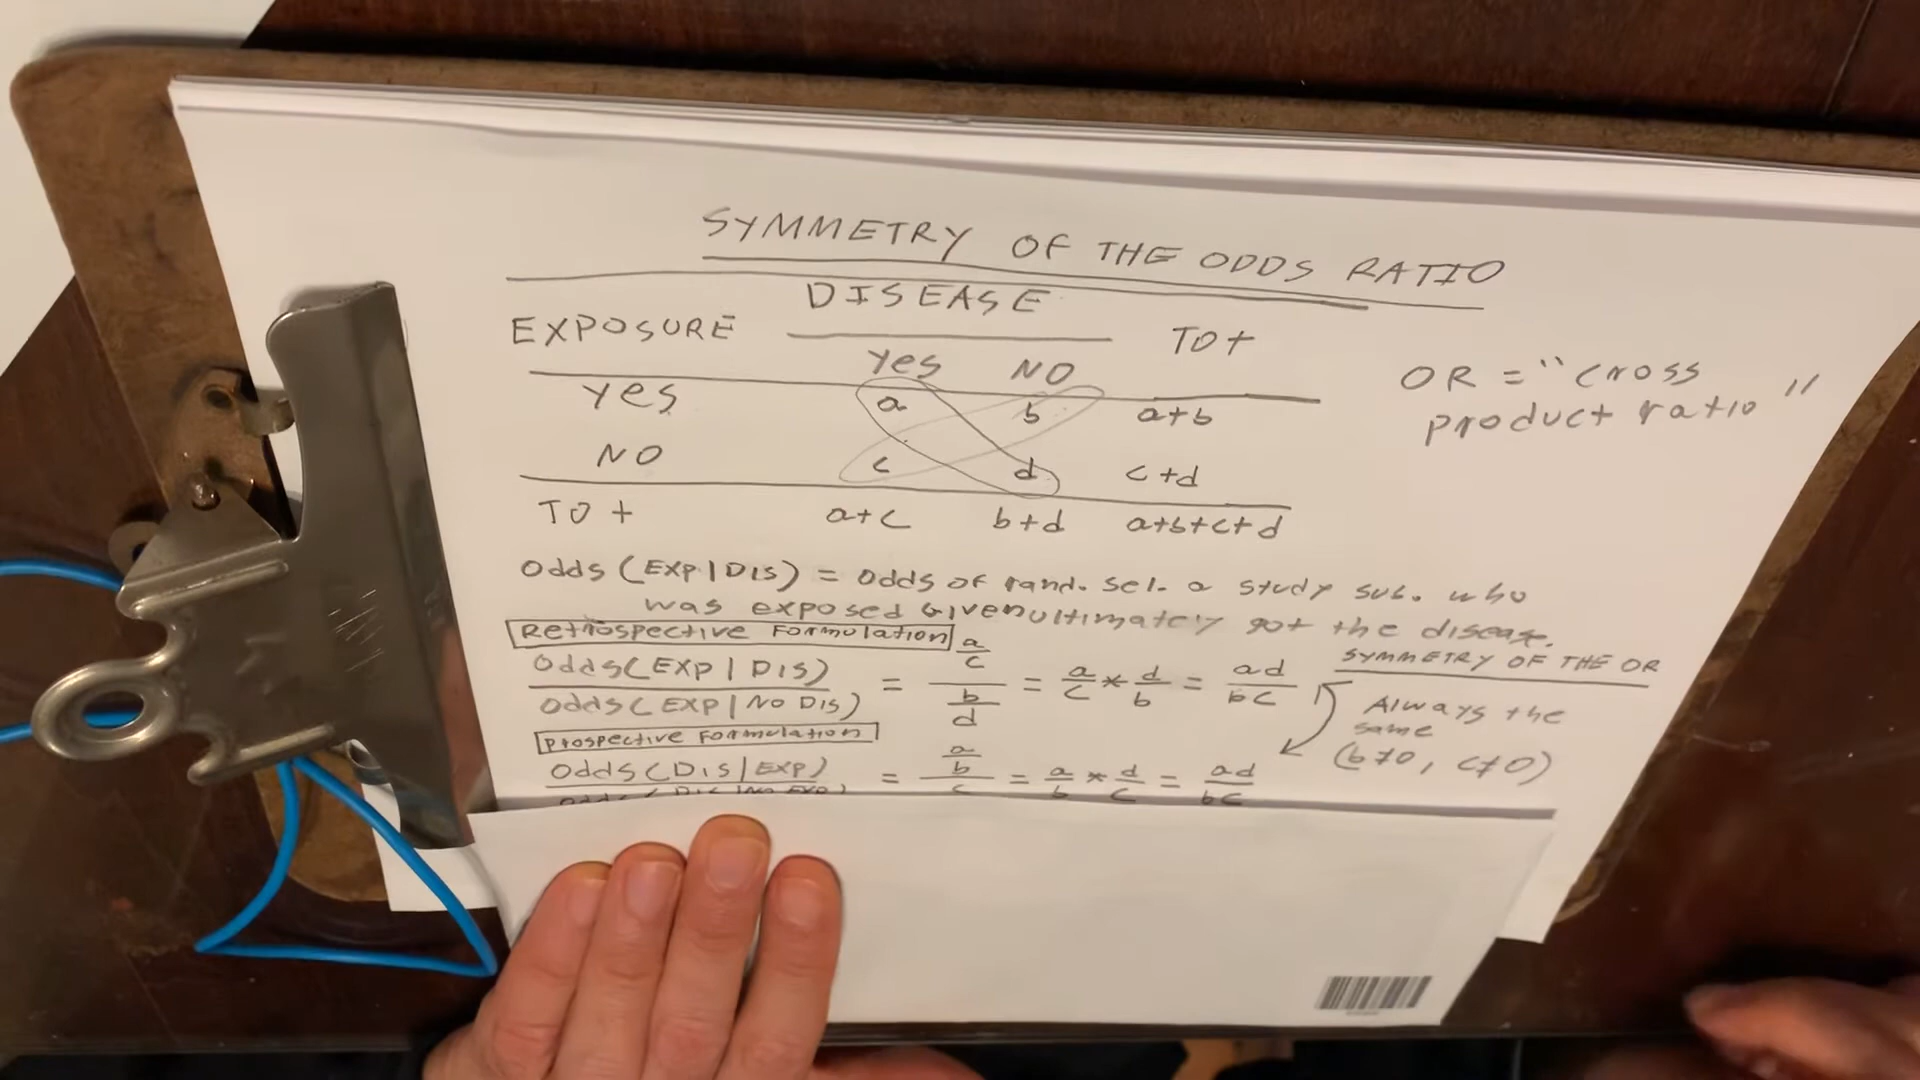 SYMMETRY OF THE ODDS RATIO
DISEASE
EXPOSURE TOT
Yes NO
Yes a b a+b
NO c d c+d
TOT a+c b+d a+b+c+d
OR = "cross
product ratio"
Odds (EXP|DIS) = odds of rand. sel. a study sub. who
was exposed Given ultimately got the disease.
Retrospective Formulation
Odds(EXP|DIS) / Odds(EXP|NO DIS) = (a/c)/(b/d) = a/c * d/b = ad/bc
SYMMETRY OF THE OR
Always the
same
(b≠0, c≠0)
Prospective Formulation
Odds(DIS|EXP) = a/b / c = a/b * d/c = ad/bc